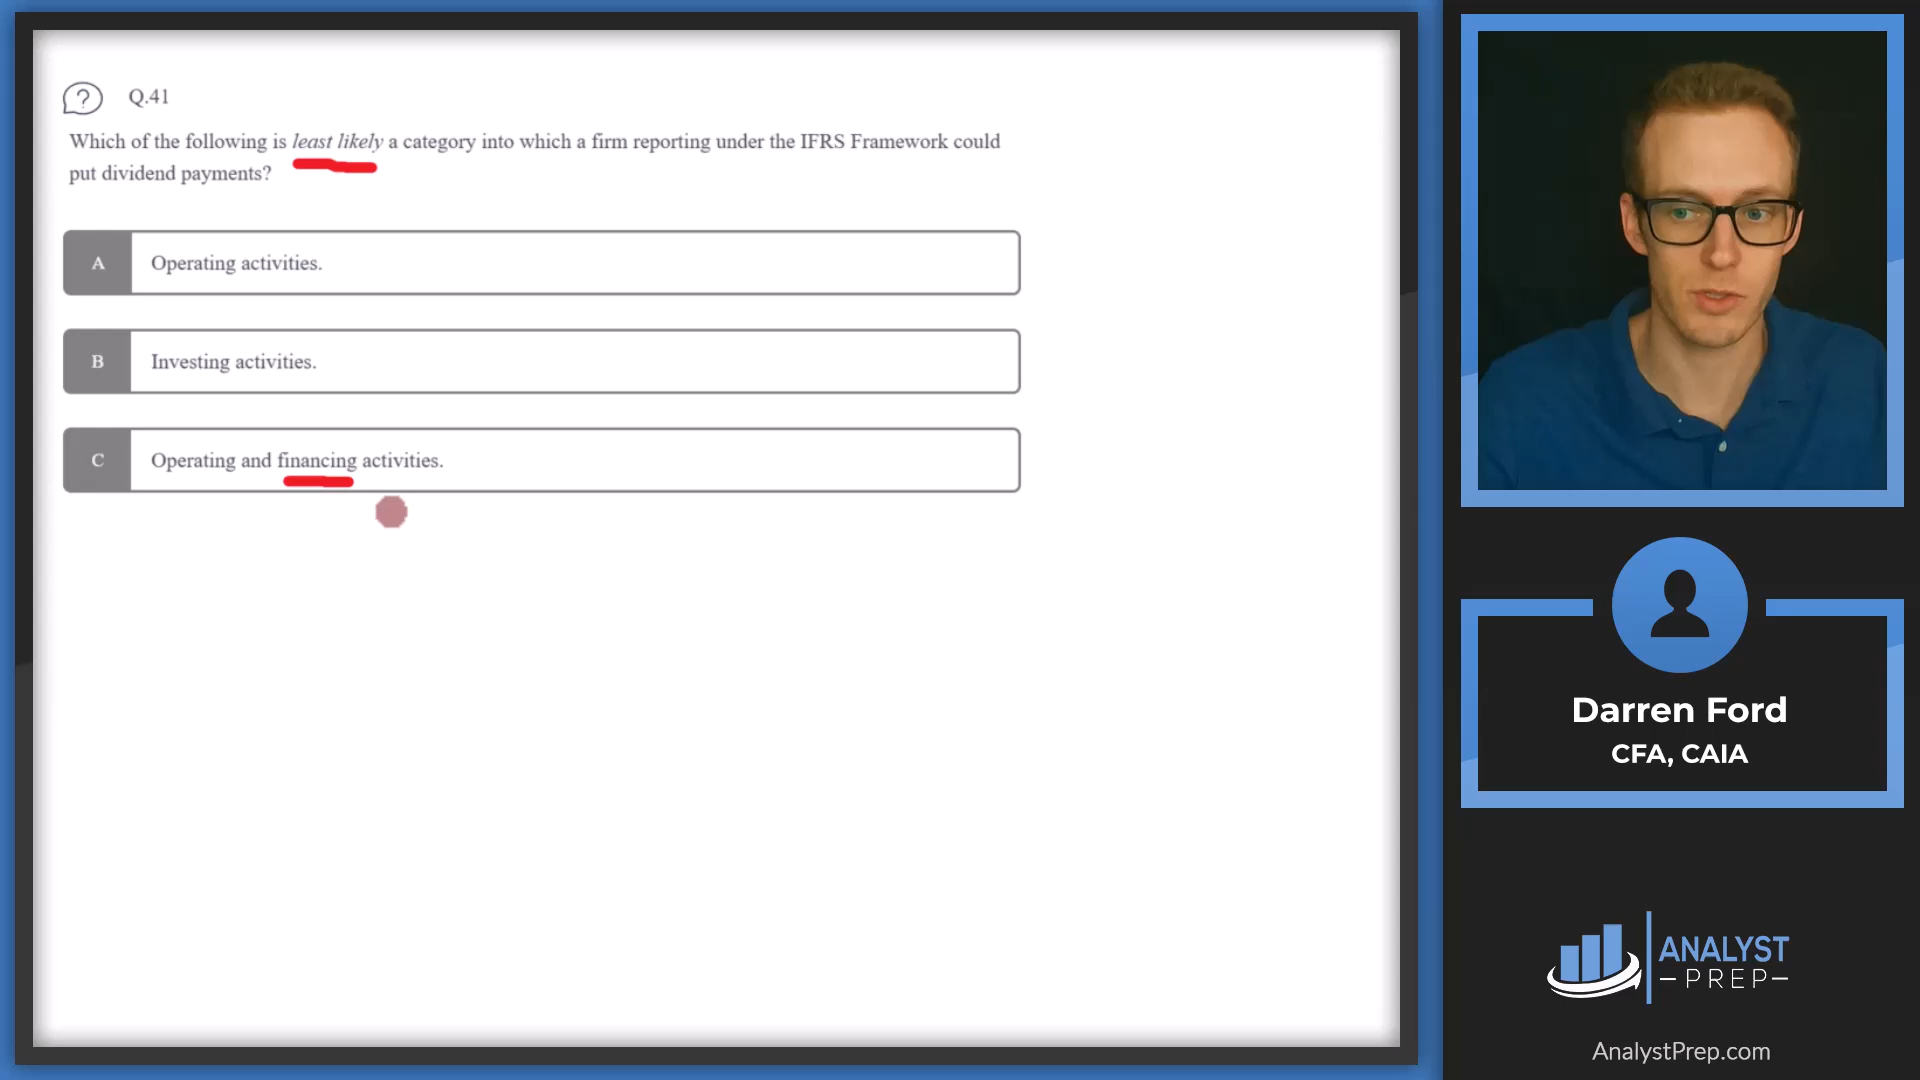 ?
Q.41
Which of the following is least likely a category into which a firm reporting under the IFRS Framework could
put dividend payments?
A
Operating activities.
B
Investing activities.
C
Operating and financing activities.
Darren Ford
CFA, CAIA
ANALYST
PREP
AnalystPrep.com